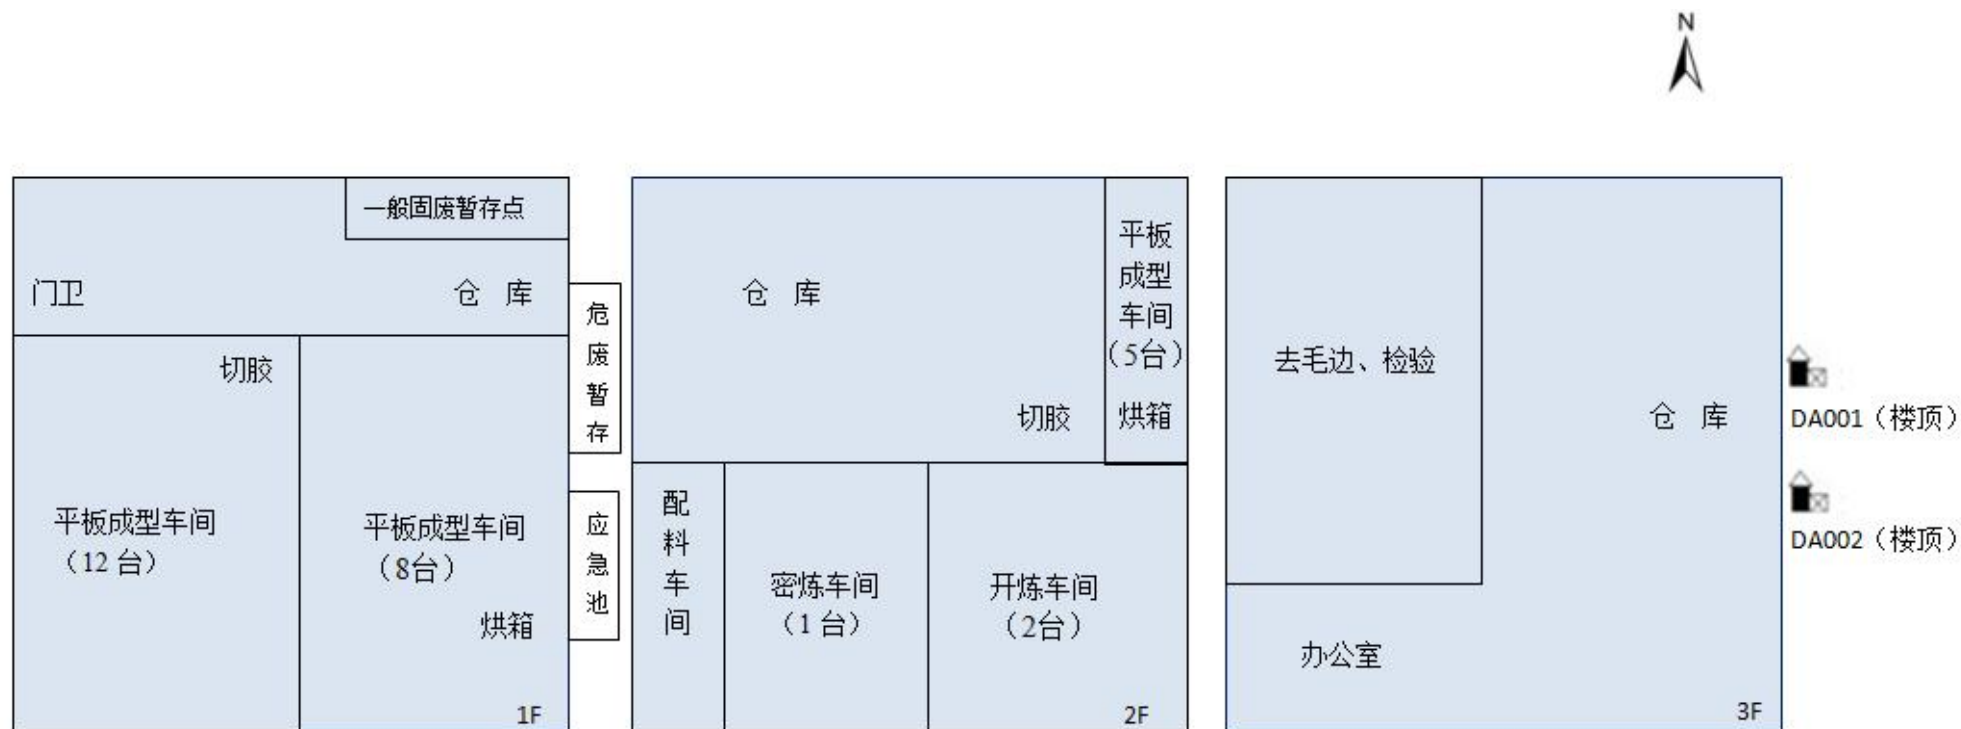 N
一般固废暂存点
门卫
仓 库
切胶
平板成型车间
（12 台）
平板成型车间
（8台）
烘箱
1F
危
废
暂
存
应
急
池
仓 库
切胶
平板
成型
车间
（5台）
烘箱
配
料
车
间
密炼车间
（1 台）
开炼车间
（2台）
2F
去毛边、检验
仓 库
办公室
3F
DA001（楼顶）
DA002（楼顶）